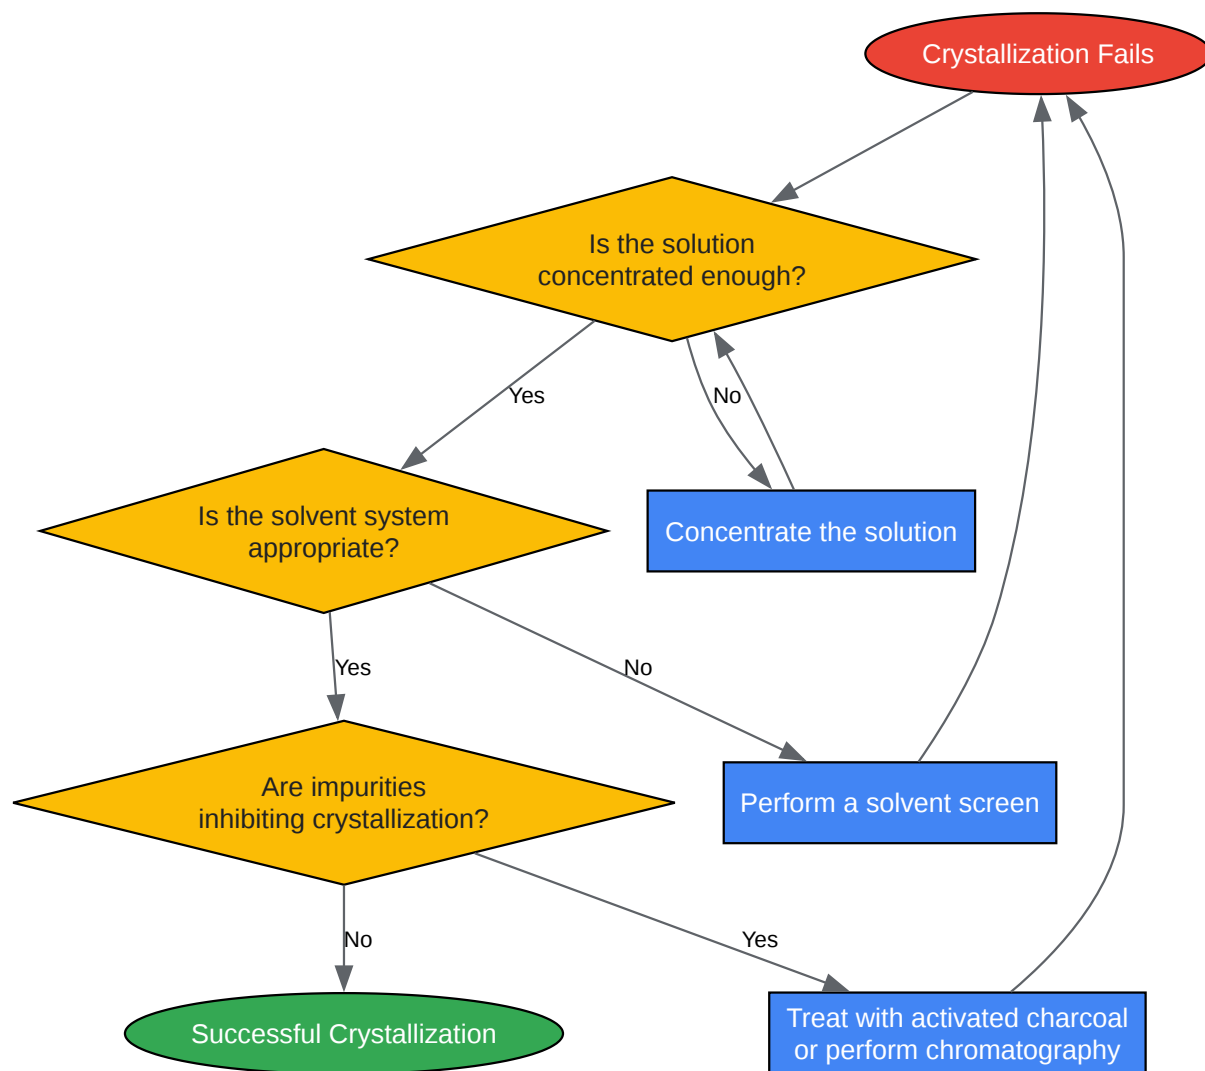 Crystallization Fails
Is the solution
concentrated enough?
Yes
No
Is the solvent system
appropriate?
Concentrate the solution
Yes
No
Are impurities
inhibiting crystallization?
Perform a solvent screen
No
Yes
Successful Crystallization
Treat with activated charcoal
or perform chromatography